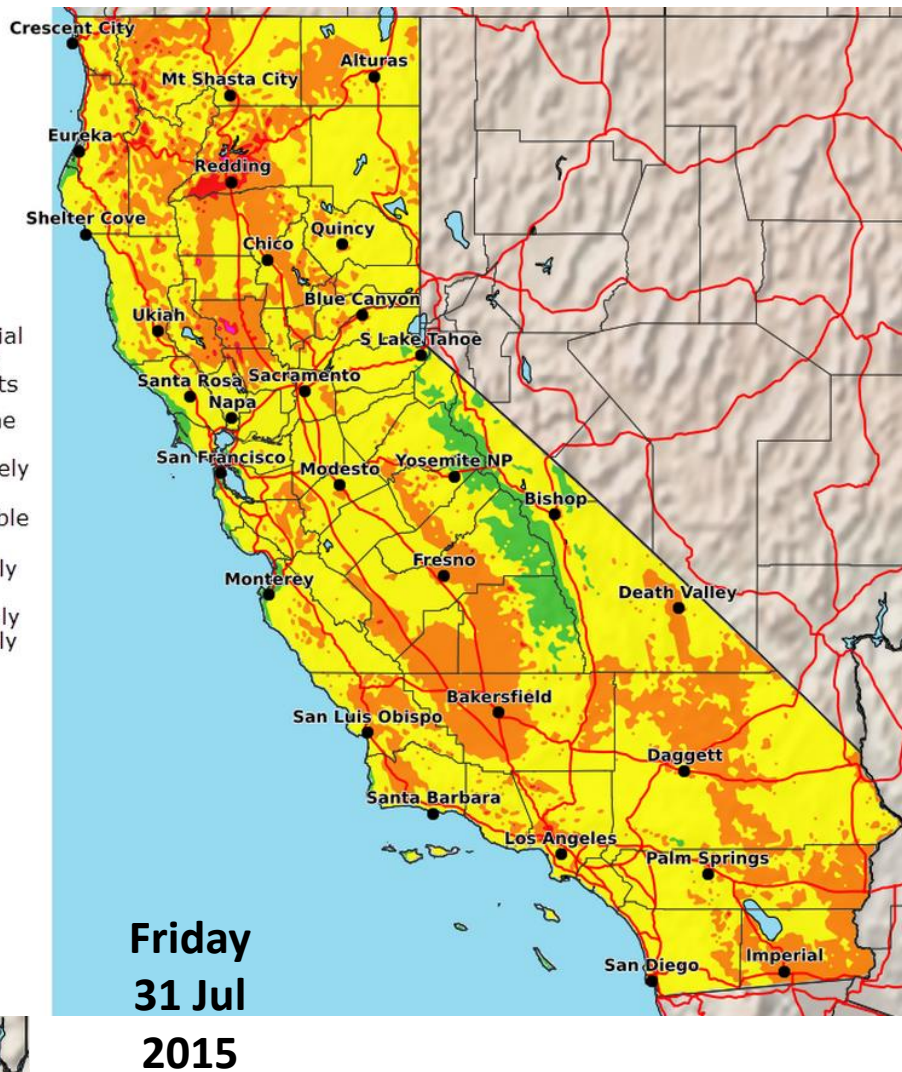 Crescent City
Alturas
Mt Shasta City
Eureka
Redding
Shelter Cove
Quincy
Chico
Blue Canyon
Ukiah
S Lake Tahoe
Santa Rosa
Sacramento
Napa
San Francisco
Modesto
Yosemite NP
Bishop
Fresno
Monterey
Death Valley
Bakersfield
San Luis Obispo
Daggett
Santa Barbara
Los Angeles
Palm Springs
Imperial
San Diego
Friday
31 Jul
2015